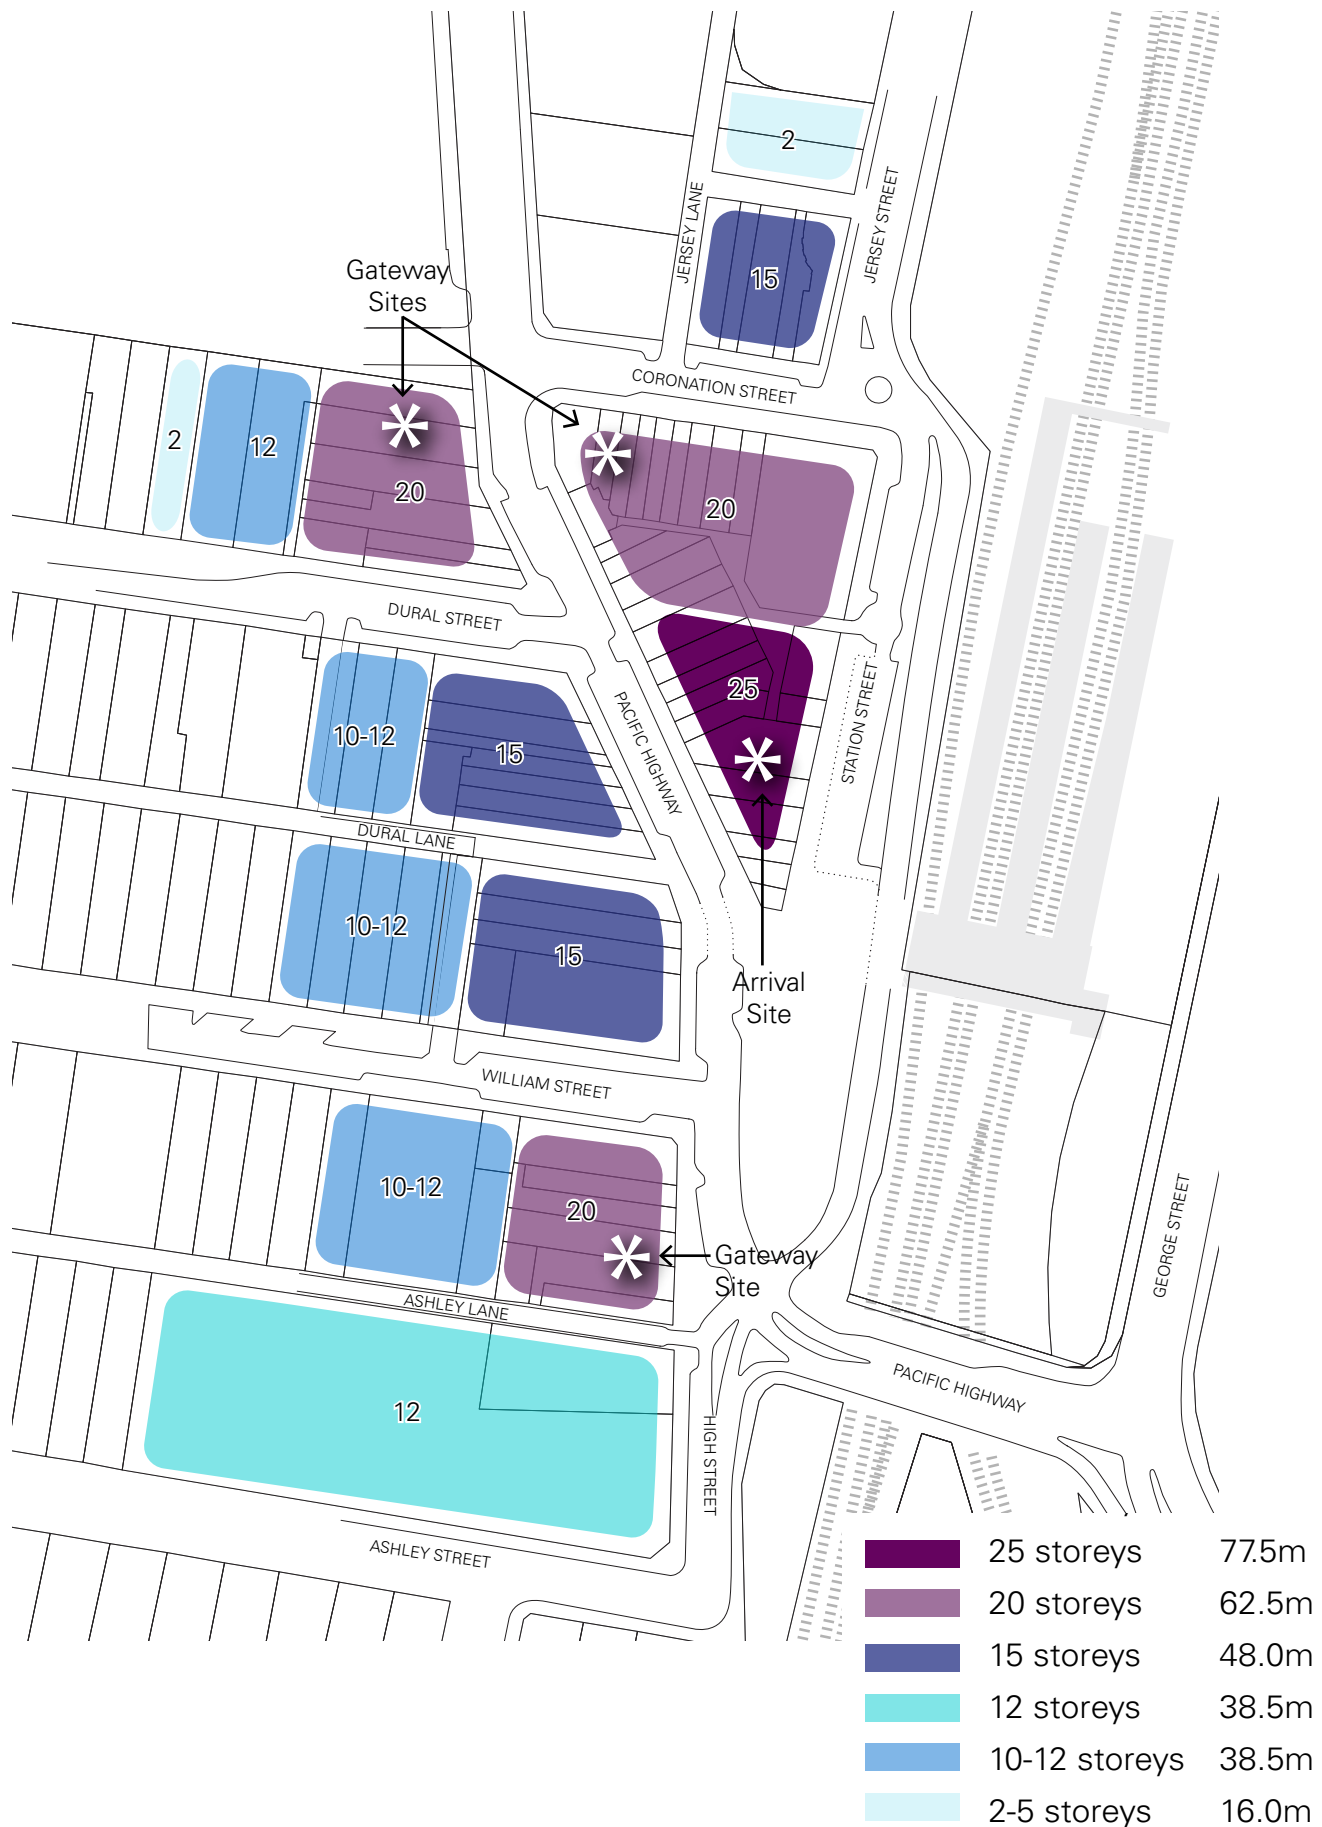 2
JERSEY LANE
JERSEY STREET
15
Gateway
Sites
CORONATION STREET
2
12
20
20
DURAL STREET
25
PACIFIC HIGHWAY
STATION STREET
10-12
15
DURAL LANE
10-12
15
Arrival
Site
WILLIAM STREET
10-12
20
Gateway
Site
GEORGE STREET
ASHLEY LANE
PACIFIC HIGHWAY
12
HIGH STREET
ASHLEY STREET
25 storeys 77.5m
20 storeys 62.5m
15 storeys 48.0m
12 storeys 38.5m
10-12 storeys 38.5m
2-5 storeys 16.0m